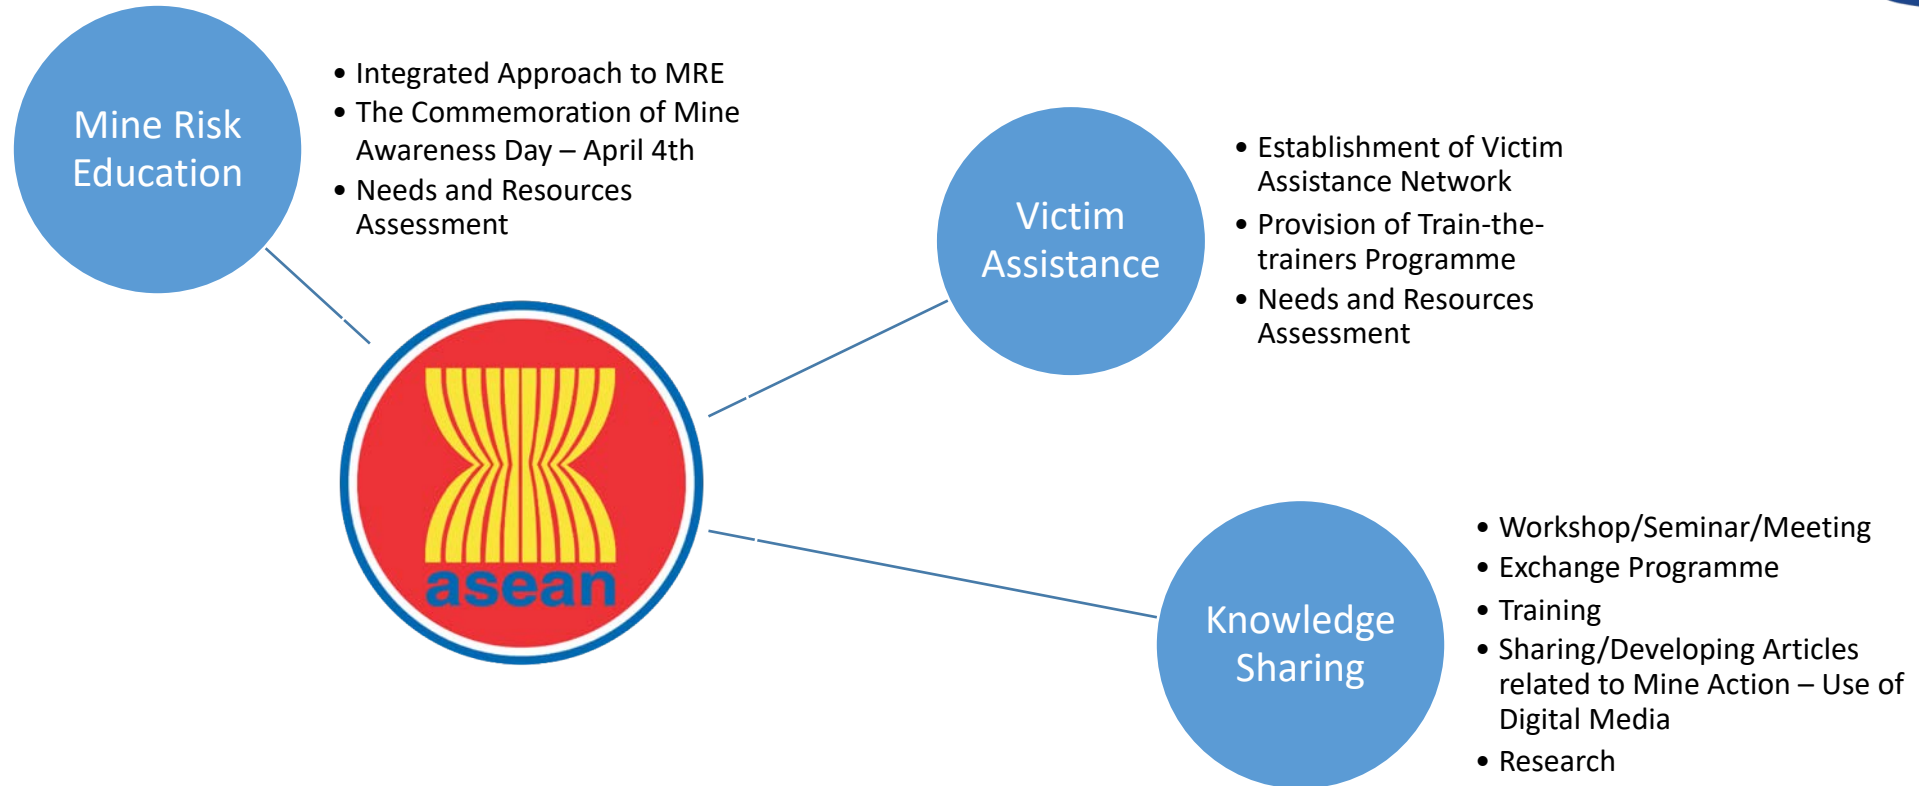 Mine Risk
Education
• Integrated Approach to MRE
• The Commemoration of Mine
Awareness Day – April 4th
• Needs and Resources
Assessment
Victim
Assistance
• Establishment of Victim
Assistance Network
• Provision of Train-the-
trainers Programme
• Needs and Resources
Assessment
asean
Knowledge
Sharing
• Workshop/Seminar/Meeting
• Exchange Programme
• Training
• Sharing/Developing Articles
related to Mine Action – Use of
Digital Media
• Research